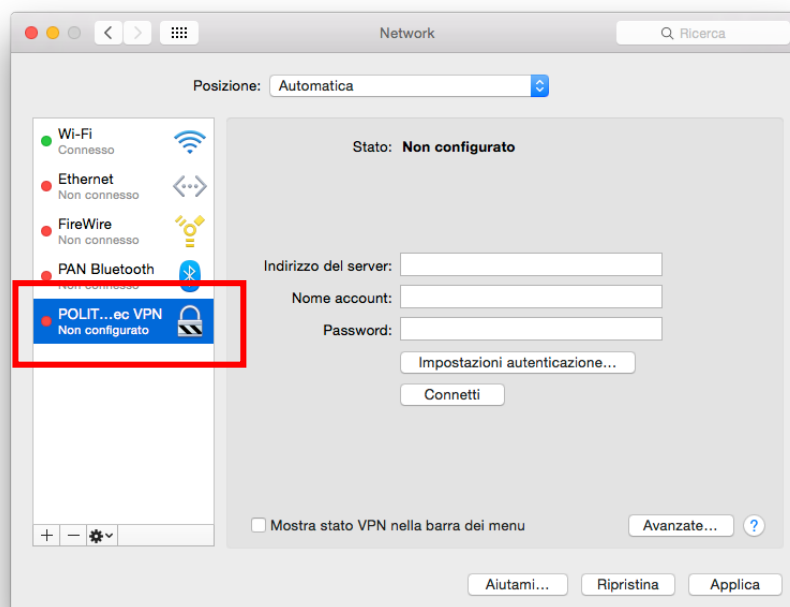 Network
Ricerca
Posizione: Automatica
Wi-Fi
Connesso
Ethernet
Non connesso
FireWire
Non connesso
PAN Bluetooth
Non connesso
POLIT...ec VPN
Non configurato
Stato: Non configurato
Indirizzo del server:
Nome account:
Password:
Impostazioni autenticazione...
Connetti
Mostra stato VPN nella barra dei menu
Avanzate... ?
Aiutami... Ripristina Applica